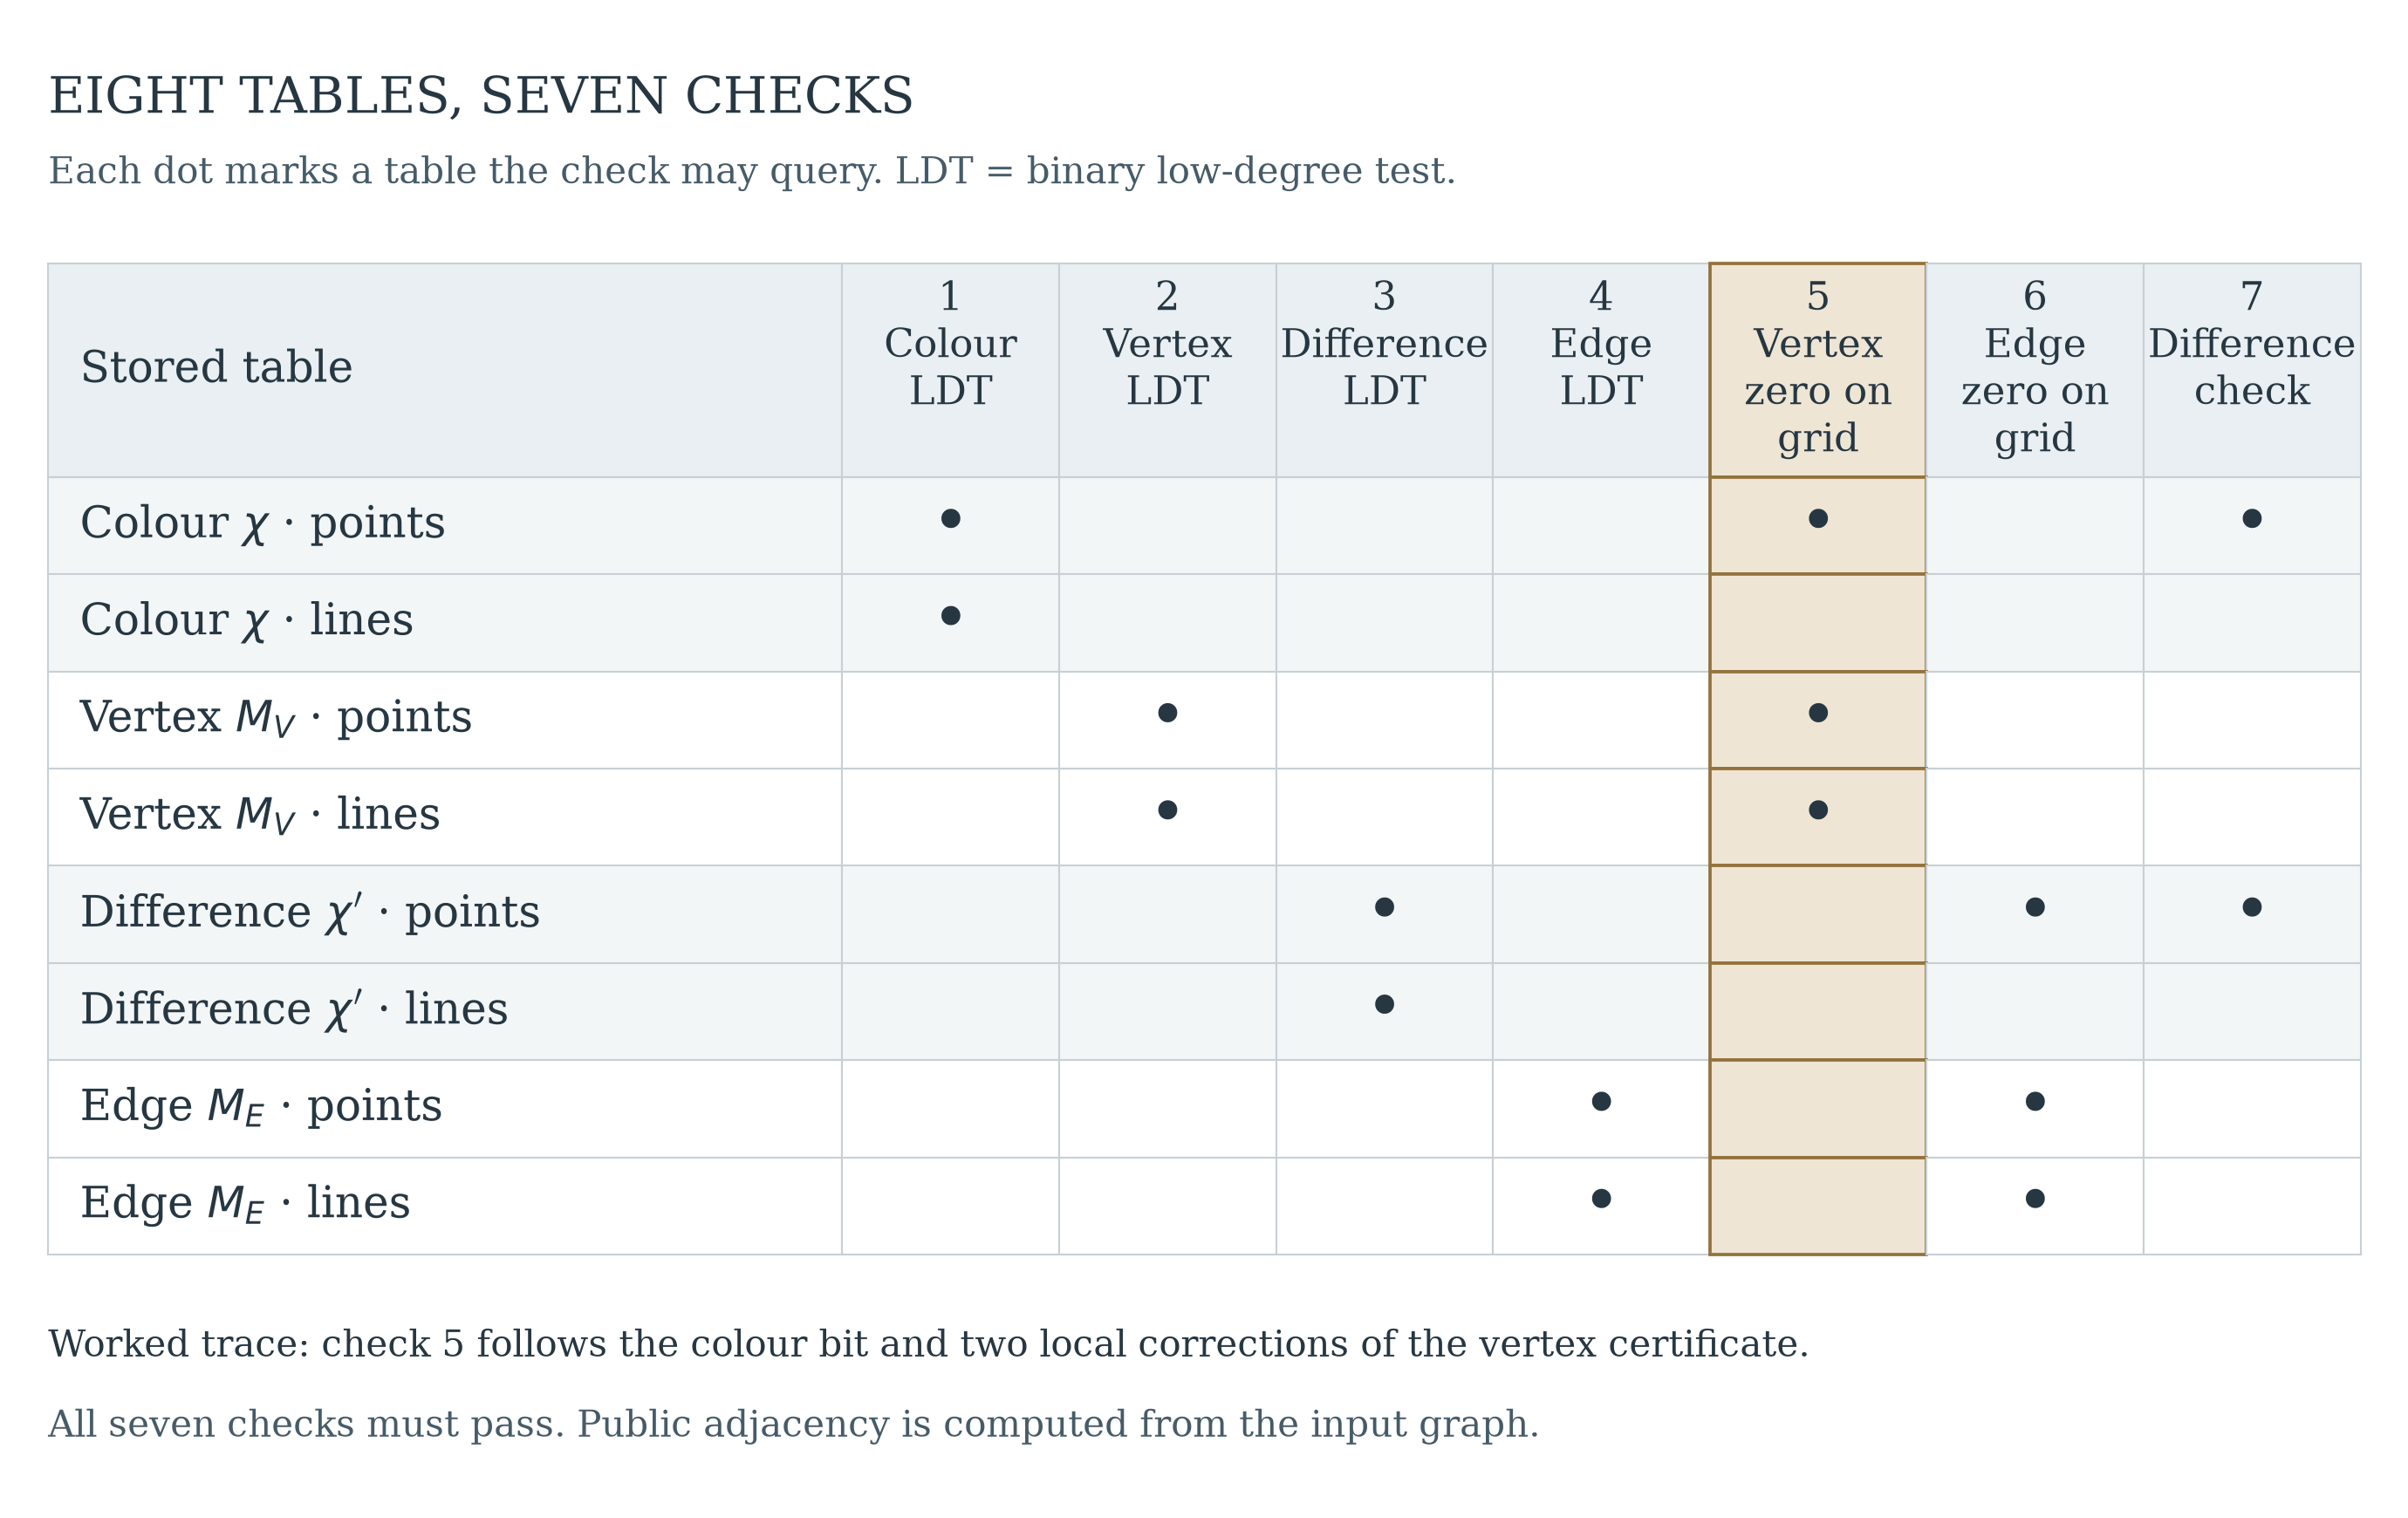 EIGHT TABLES, SEVEN CHECKS
Each dot marks a table the check may query. LDT = binary low-degree test.
Stored table
1
Colour
LDT
2
Vertex
LDT
3
Difference
LDT
4
Edge
LDT
5
Vertex
zero on
grid
6
Edge
zero on
grid
7
Difference
check
Colour χ · points
Colour χ · lines
Vertex M_V · points
Vertex M_V · lines
Difference χ′ · points
Difference χ′ · lines
Edge M_E · points
Edge M_E · lines
Worked trace: check 5 follows the colour bit and two local corrections of the vertex certificate.
All seven checks must pass. Public adjacency is computed from the input graph.